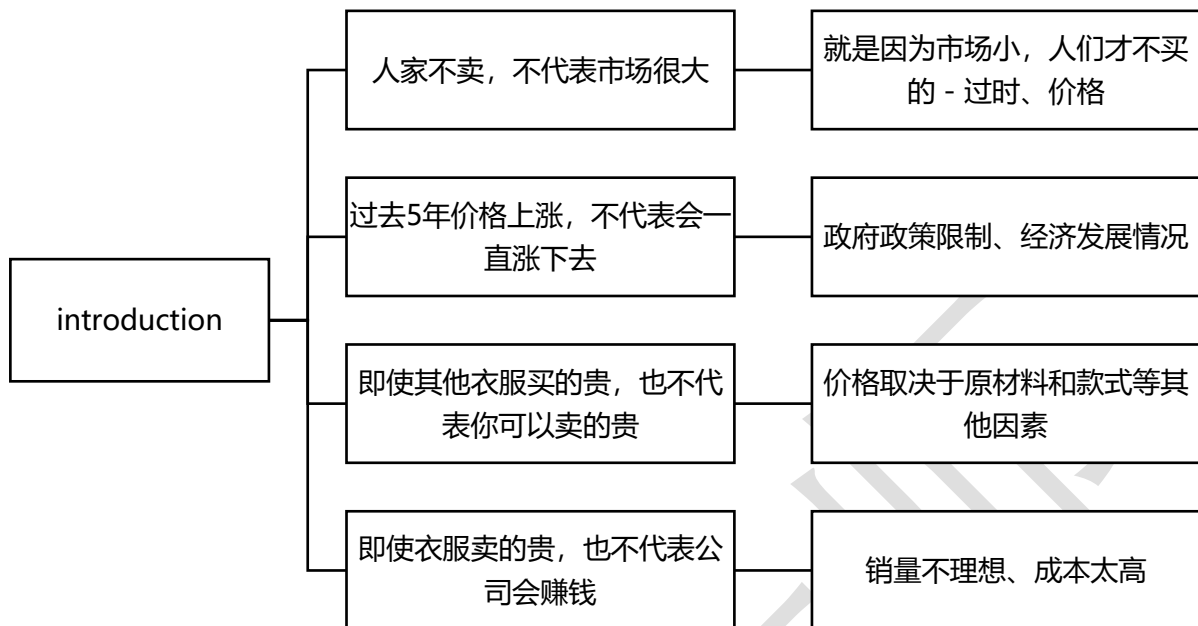 人家不卖，不代表市场很大
就是因为市场小，人们才不买
的 - 过时、价格
过去5年价格上涨，不代表会一
直涨下去
政府政策限制、经济发展情况
introduction
即使其他衣服买的贵，也不代
表你可以卖的贵
价格取决于原材料和款式等其
他因素
即使衣服卖的贵，也不代表公
司会赚钱
销量不理想、成本太高